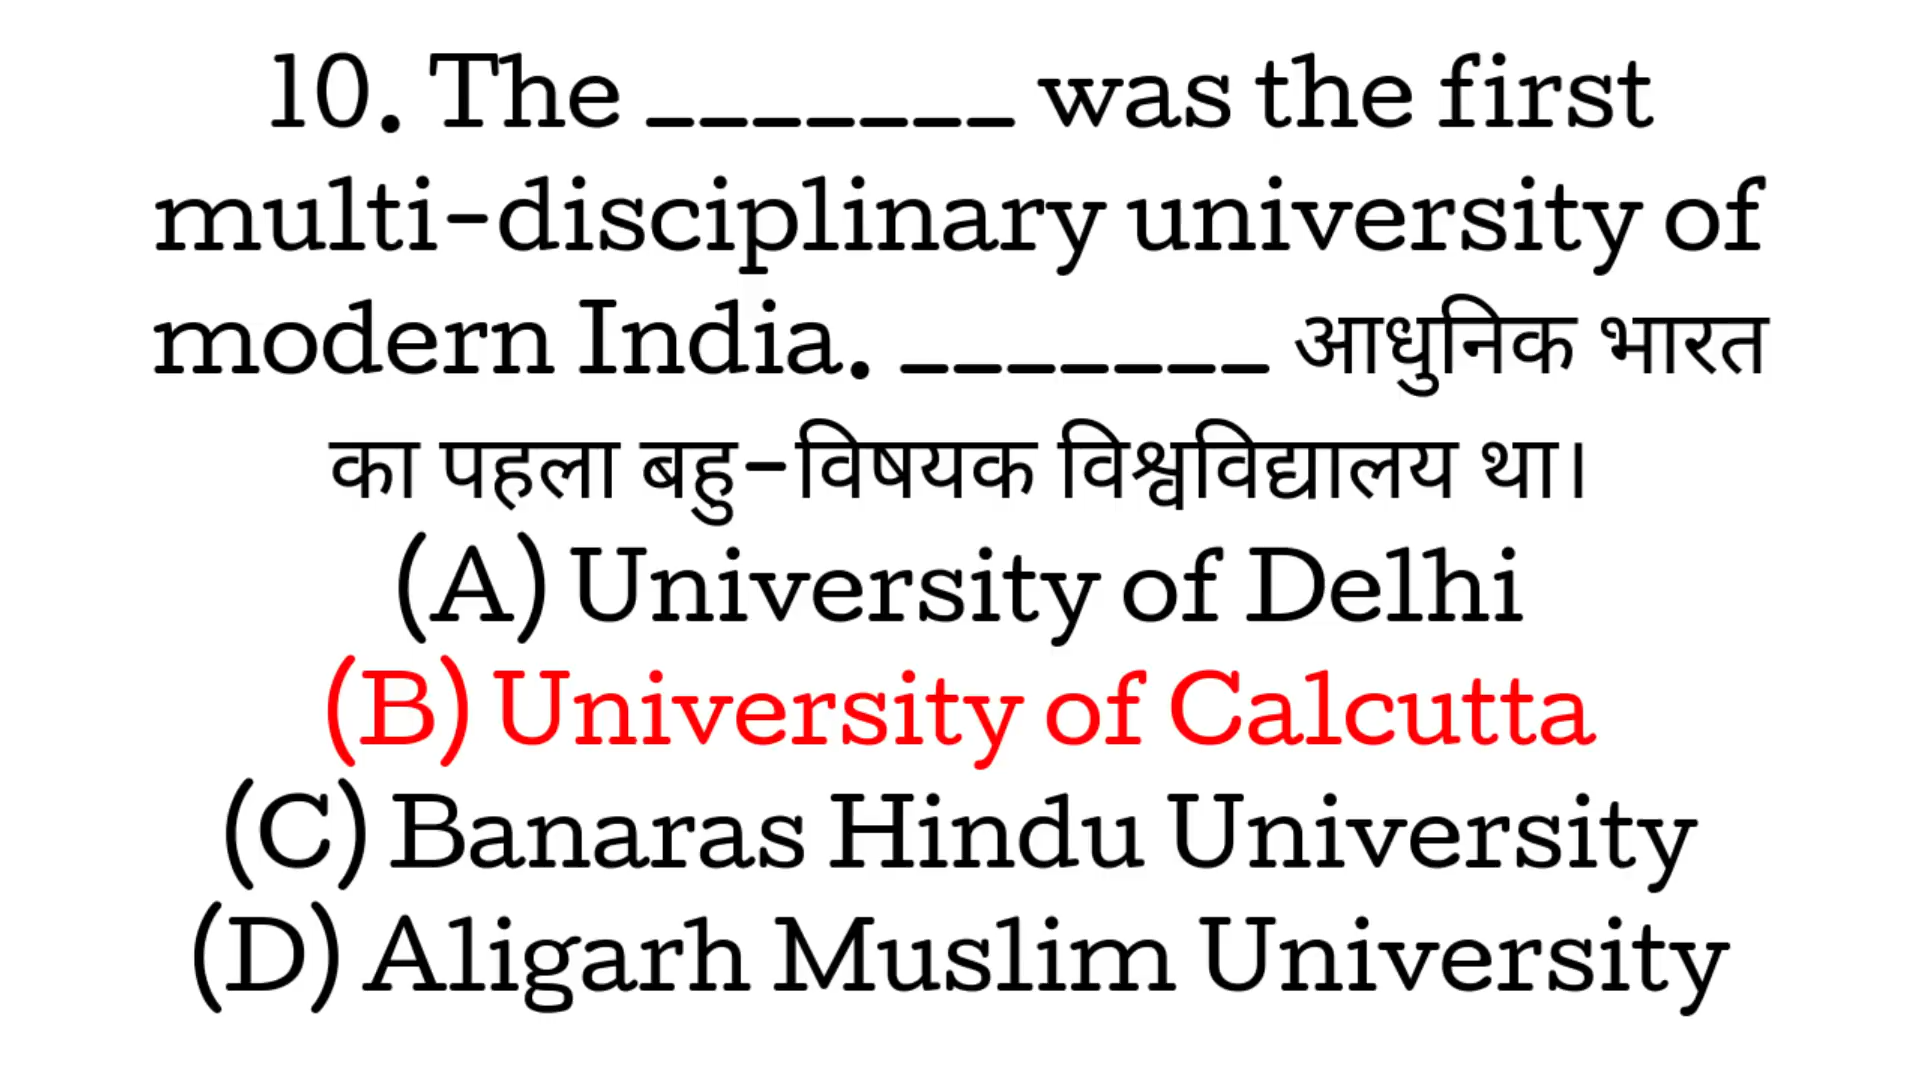 10. The _______ was the first
multi-disciplinary university of
modern India. _______ आधुनिक भारत
का पहला बहु-विषयक विश्वविद्यालय था।
(A) University of Delhi
(B) University of Calcutta
(C) Banaras Hindu University
(D) Aligarh Muslim University